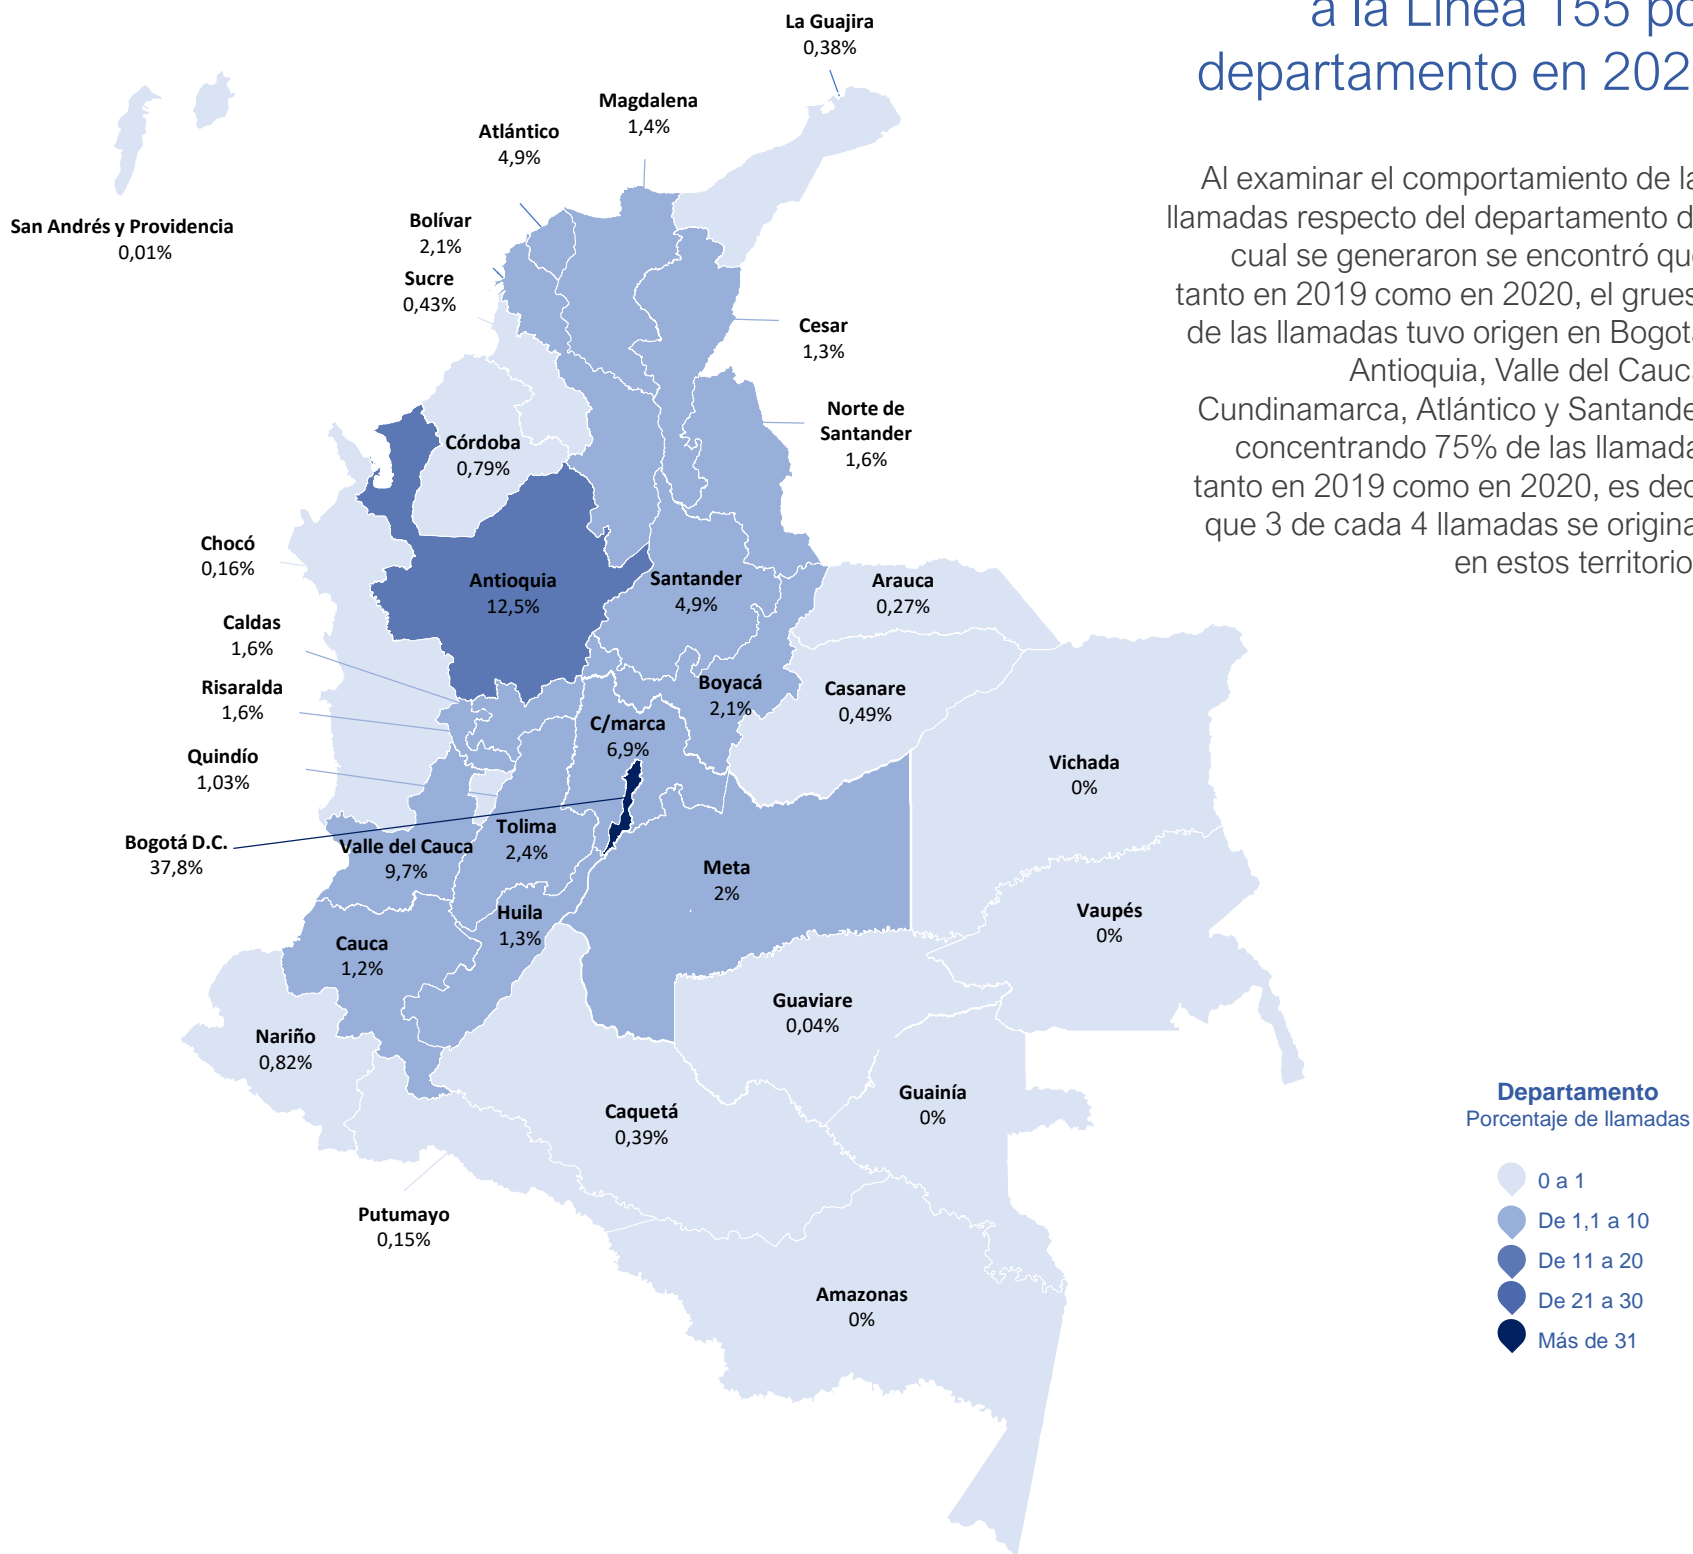 a la Línea 155 po
departamento en 202
Al examinar el comportamiento de la
llamadas respecto del departamento d
cual se generaron se encontró que
tanto en 2019 como en 2020, el grues
de las llamadas tuvo origen en Bogotá
Antioquia, Valle del Cauca
Cundinamarca, Atlántico y Santande
concentrando 75% de las llamada
tanto en 2019 como en 2020, es deci
que 3 de cada 4 llamadas se origina
en estos territorio
La Guajira
0,38%
Magdalena
1,4%
Atlántico
4,9%
Bolívar
2,1%
San Andrés y Providencia
0,01%
Sucre
0,43%
Cesar
1,3%
Norte de
Santander
1,6%
Córdoba
0,79%
Chocó
0,16%
Antioquia
12,5%
Santander
4,9%
Arauca
0,27%
Caldas
1,6%
Risaralda
1,6%
Boyacá
2,1%
Casanare
0,49%
C/marca
6,9%
Quindío
1,03%
Vichada
0%
Bogotá D.C.
37,8%
Valle del Cauca
9,7%
Tolima
2,4%
Meta
2%
Huila
1,3%
Vaupés
0%
Cauca
1,2%
Guaviare
0,04%
Nariño
0,82%
Guainía
0%
Caquetá
0,39%
Putumayo
0,15%
Amazonas
0%
Departamento
Porcentaje de llamadas
0 a 1
De 1,1 a 10
De 11 a 20
De 21 a 30
Más de 31